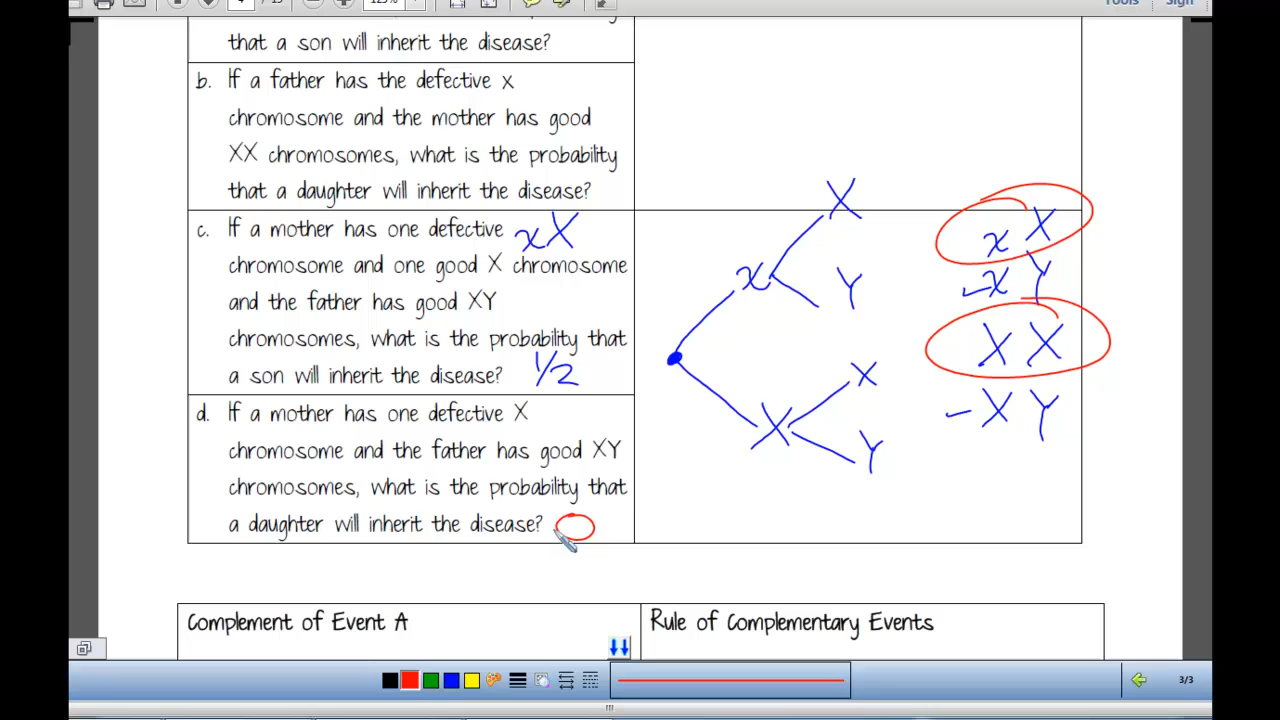 Tools
Sign
that a son will inherit the disease?
b. If a father has the defective x
chromosome and the mother has good
XX chromosomes, what is the probability
that a daughter will inherit the disease?
c. If a mother has one defective xX
chromosome and one good X chromosome
and the father has good XY
chromosomes, what is the probability that
a son will inherit the disease? 1/2
d. If a mother has one defective X
chromosome and the father has good XY
chromosomes, what is the probability that
a daughter will inherit the disease? 0
X
x
Y
X
X
Y
x X
- x Y
X X
- X Y
Complement of Event A
Rule of Complementary Events
3/3